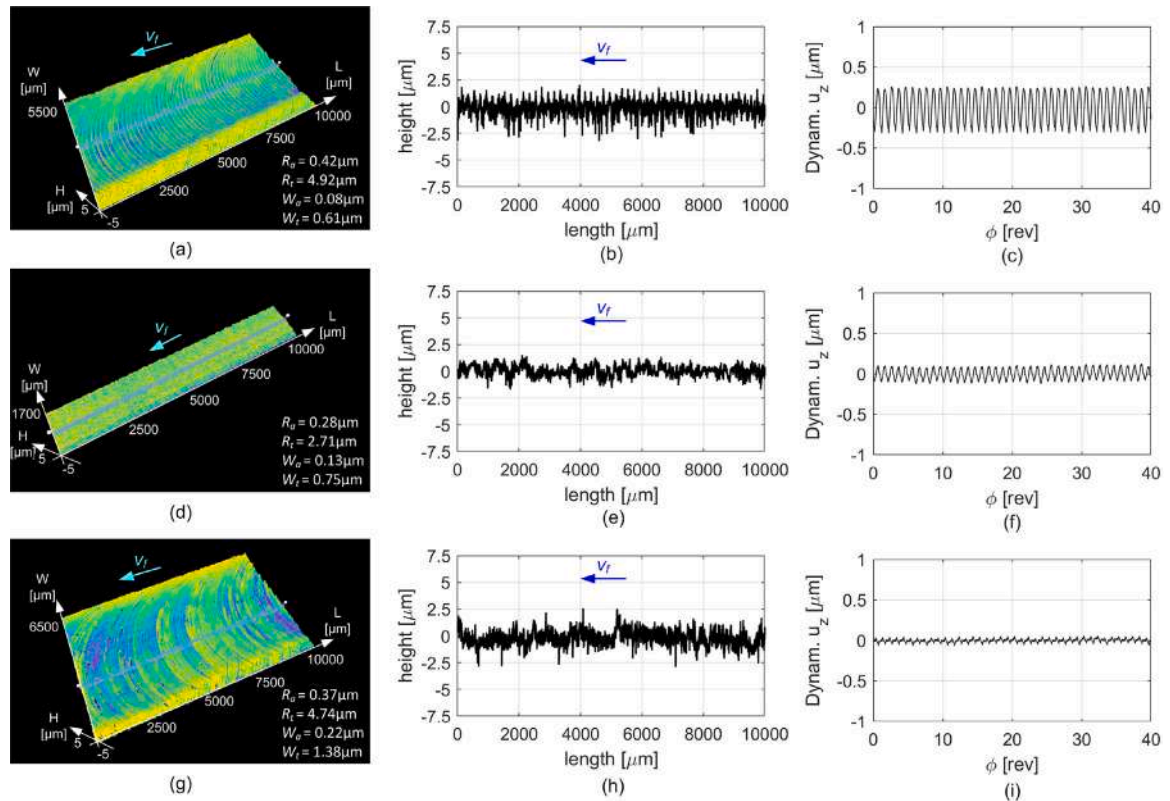 W
[μm]
5500
v_f
L
[μm]
10000
7500
5000
2500
H
[μm]
5
-5
R_a = 0.42μm
R_t = 4.92μm
W_a = 0.08μm
W_t = 0.61μm
(a)
7.5
5
2.5
0
-2.5
-5
-7.5
height [μm]
v_f
0 2000 4000 6000 8000 10000
length [μm]
(b)
1
0.5
0
-0.5
-1
Dynam. u_z [μm]
0 10 20 30 40
ϕ [rev]
(c)
W
[μm]
1700
v_f
L
[μm]
10000
7500
5000
2500
H
[μm]
5
-5
R_a = 0.28μm
R_t = 2.71μm
W_a = 0.13μm
W_t = 0.75μm
(d)
7.5
5
2.5
0
-2.5
-5
-7.5
height [μm]
v_f
0 2000 4000 6000 8000 10000
length [μm]
(e)
1
0.5
0
-0.5
-1
Dynam. u_z [μm]
0 10 20 30 40
ϕ [rev]
(f)
W
[μm]
6500
v_f
L
[μm]
10000
7500
5000
2500
H
[μm]
5
-5
R_a = 0.37μm
R_t = 4.74μm
W_a = 0.22μm
W_t = 1.38μm
(g)
7.5
5
2.5
0
-2.5
-5
-7.5
height [μm]
v_f
0 2000 4000 6000 8000 10000
length [μm]
(h)
1
0.5
0
-0.5
-1
Dynam. u_z [μm]
0 10 20 30 40
ϕ [rev]
(i)